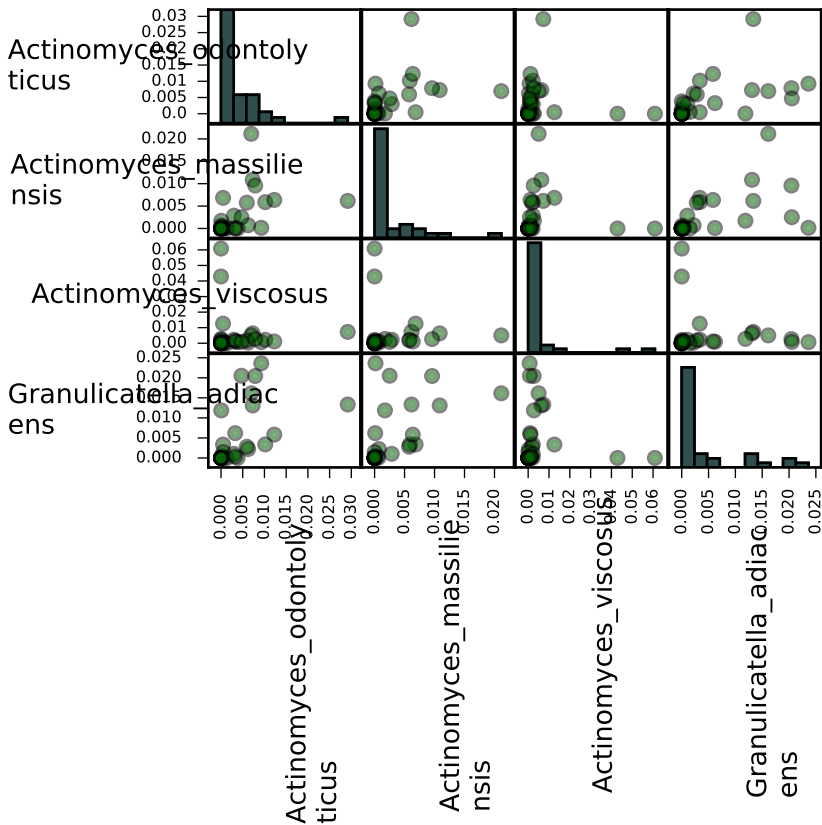 0.03
0.025
0.02
0.015
0.01
0.005
0.0
Actinomyces_odontoly
ticus
0.020
0.015
0.010
0.005
0.000
Actinomyces_massilie
nsis
0.06
0.05
0.04
0.03
0.02
0.01
0.00
Actinomyces_viscosus
0.025
0.020
0.015
0.010
0.005
0.000
Granulicatella_adiac
ens
0.000 0.005 0.010 0.015 0.020 0.025 0.030
0.000 0.005 0.010 0.015 0.020
0.00 0.01 0.02 0.03 0.04 0.05 0.06
0.000 0.005 0.010 0.015 0.020 0.025
Actinomyces_odontoly
ticus
Actinomyces_massilie
nsis
Actinomyces_viscosus
Granulicatella_adiac
ens